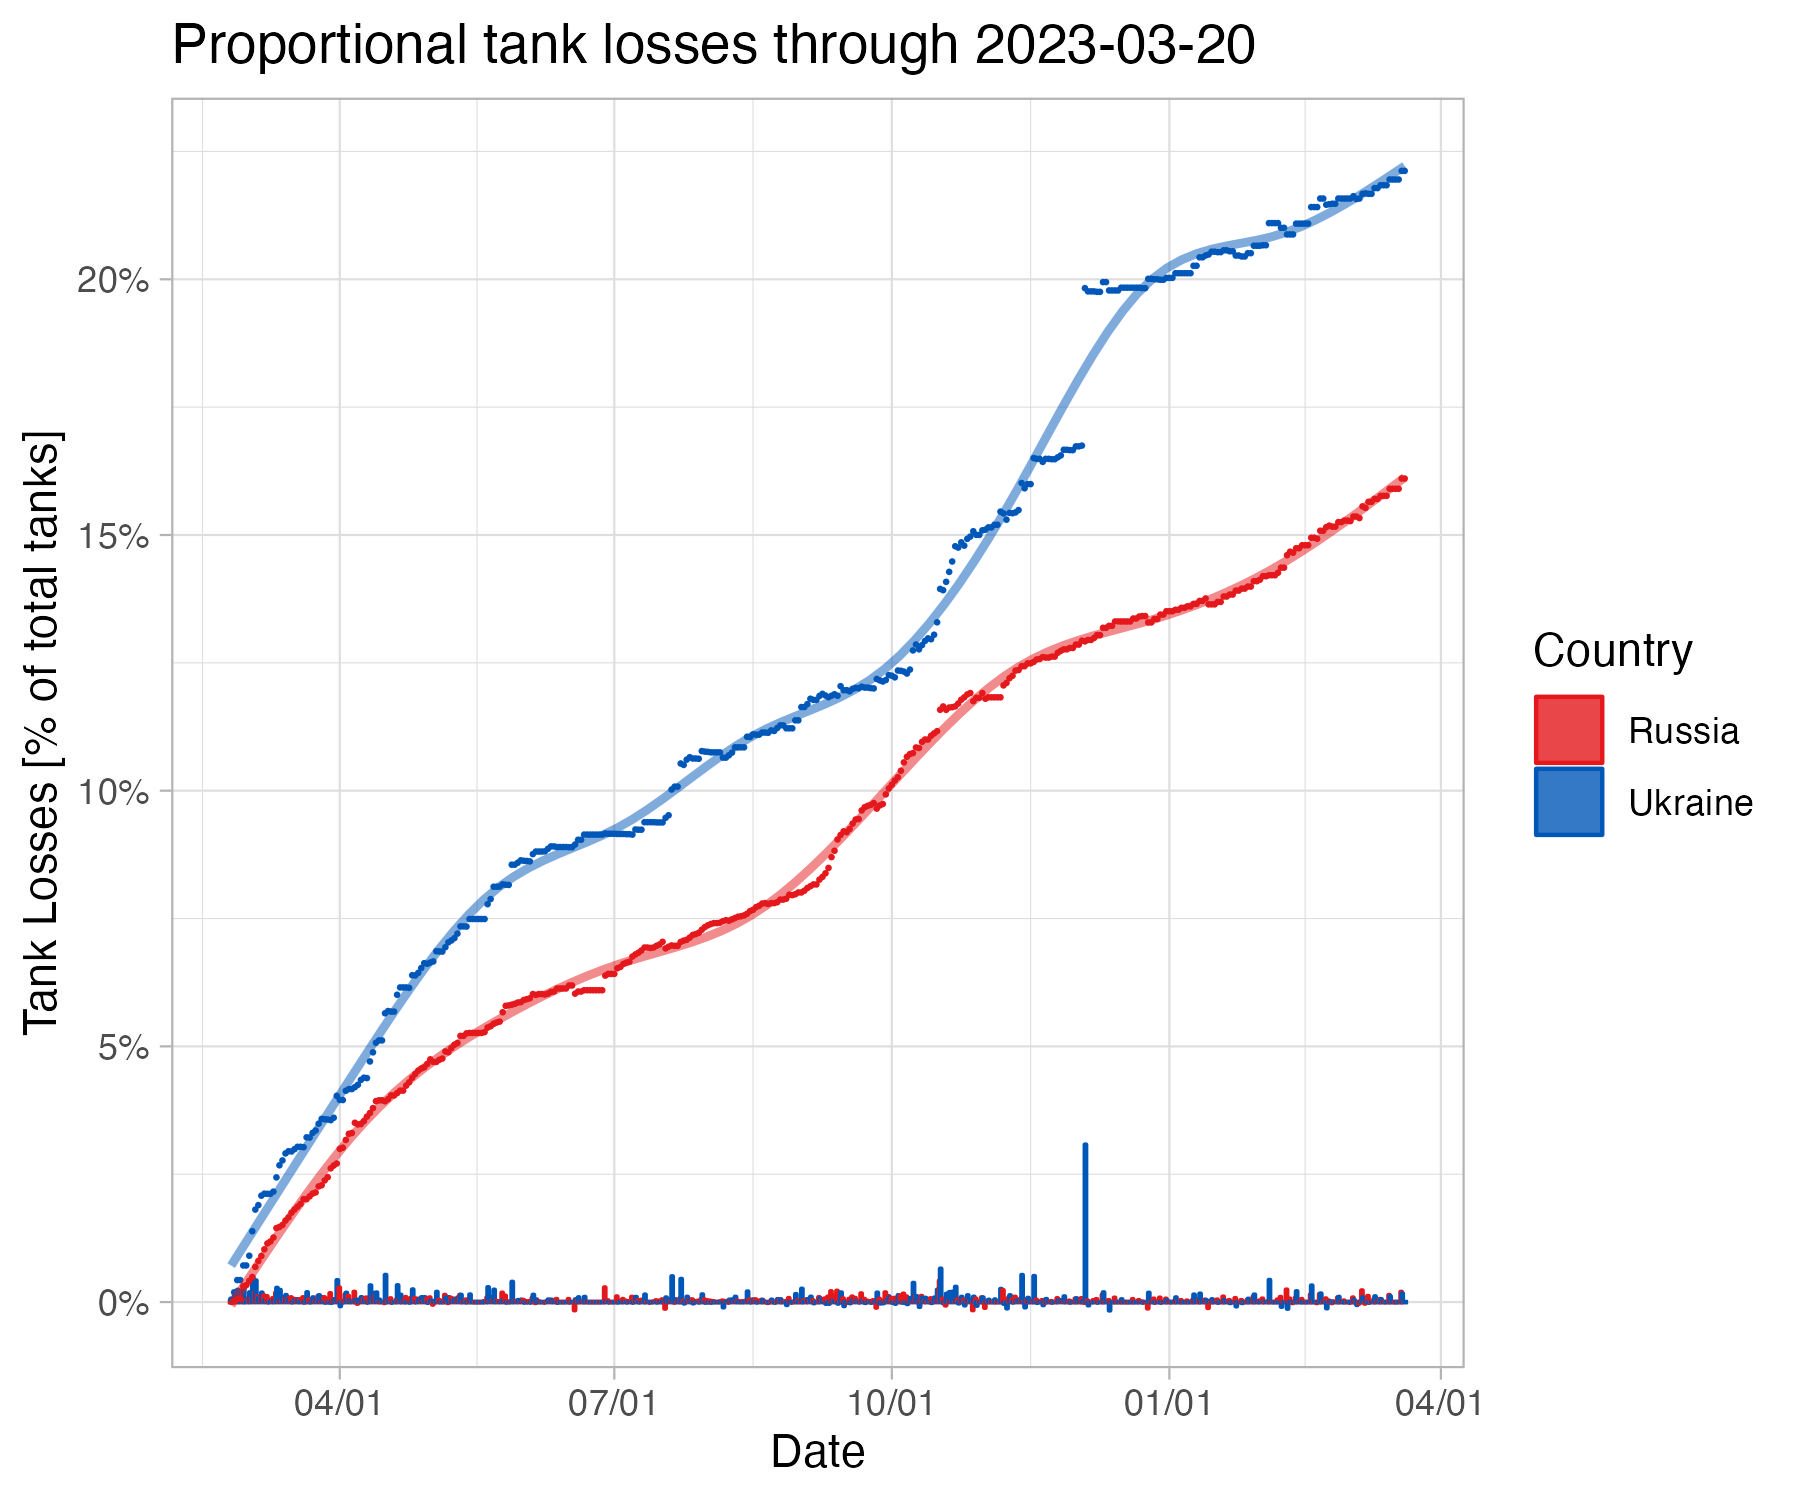 Proportional tank losses through 2023-03-20
Tank Losses [% of total tanks]
20%
15%
10%
5%
0%
04/01
07/01
10/01
01/01
04/01
Date
Country
Russia
Ukraine